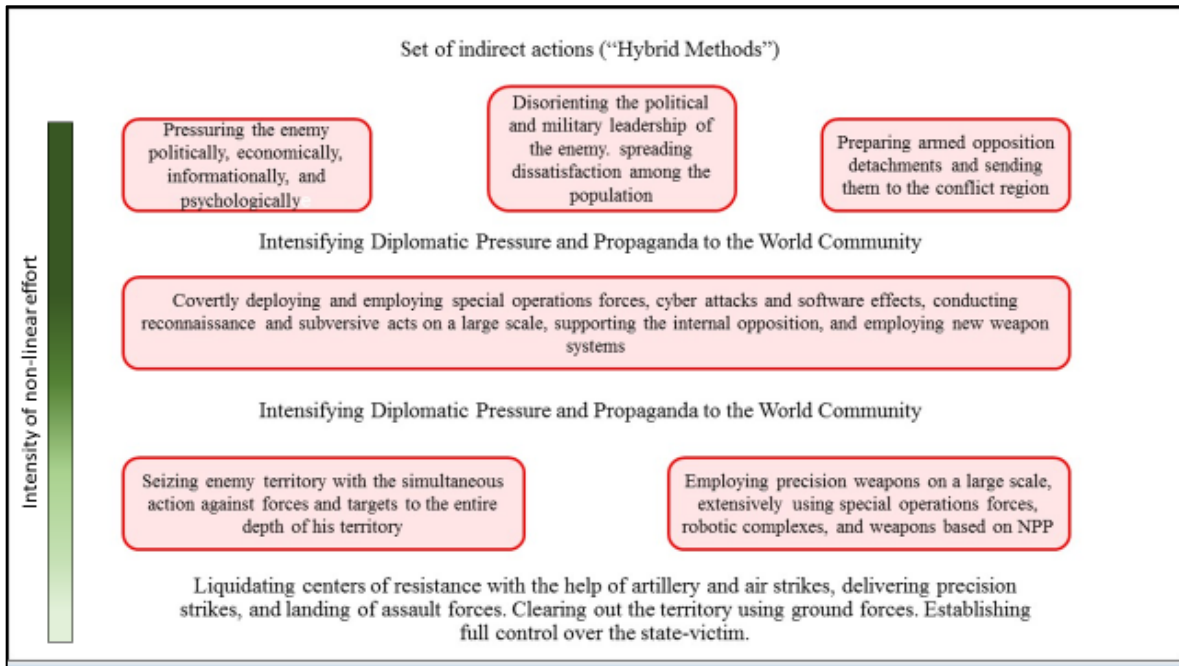 Set of indirect actions (“Hybrid Methods”)
Pressuring the enemy
politically, economically,
informationally, and
psychologically
Disorienting the political
and military leadership of
the enemy. spreading
dissatisfaction among the
population
Preparing armed opposition
detachments and sending
them to the conflict region
Intensifying Diplomatic Pressure and Propaganda to the World Community
Covertly deploying and employing special operations forces, cyber attacks and software effects, conducting
reconnaissance and subversive acts on a large scale, supporting the internal opposition, and employing new weapon
systems
Intensifying Diplomatic Pressure and Propaganda to the World Community
Seizing enemy territory with the simultaneous
action against forces and targets to the entire
depth of his territory
Employing precision weapons on a large scale,
extensively using special operations forces,
robotic complexes, and weapons based on NPP
Liquidating centers of resistance with the help of artillery and air strikes, delivering precision
strikes, and landing of assault forces. Clearing out the territory using ground forces. Establishing
full control over the state-victim.
Intensity of non-linear effort